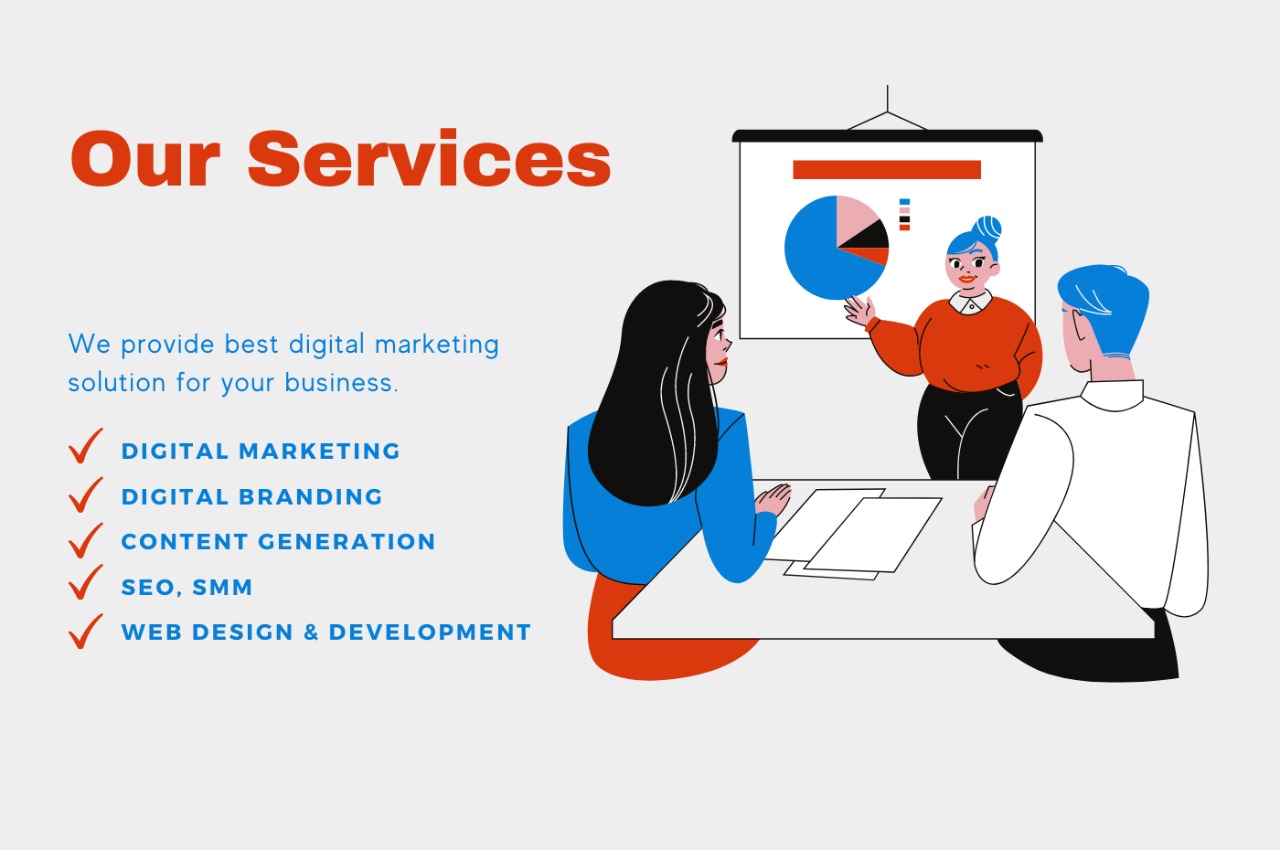 Our Services
We provide best digital marketing
solution for your business.
DIGITAL MARKETING
DIGITAL BRANDING
CONTENT GENERATION
SEO, SMM
WEB DESIGN & DEVELOPMENT